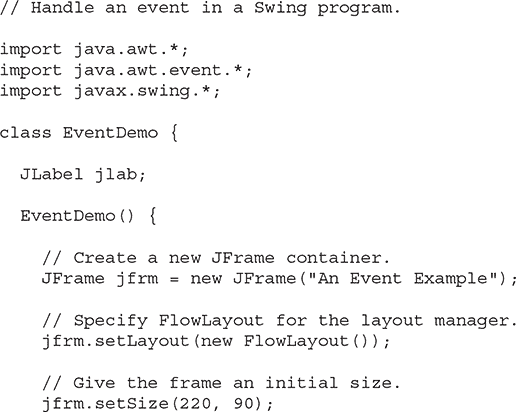 // Handle an event in a Swing program.
import java.awt.*;
import java.awt.event.*;
import javax.swing.*;
class EventDemo {
JLabel jlab;
EventDemo() {
// Create a new JFrame container.
JFrame jfrm = new JFrame("An Event Example");
// Specify FlowLayout for the layout manager.
jfrm.setLayout(new FlowLayout());
// Give the frame an initial size.
jfrm.setSize(220, 90);